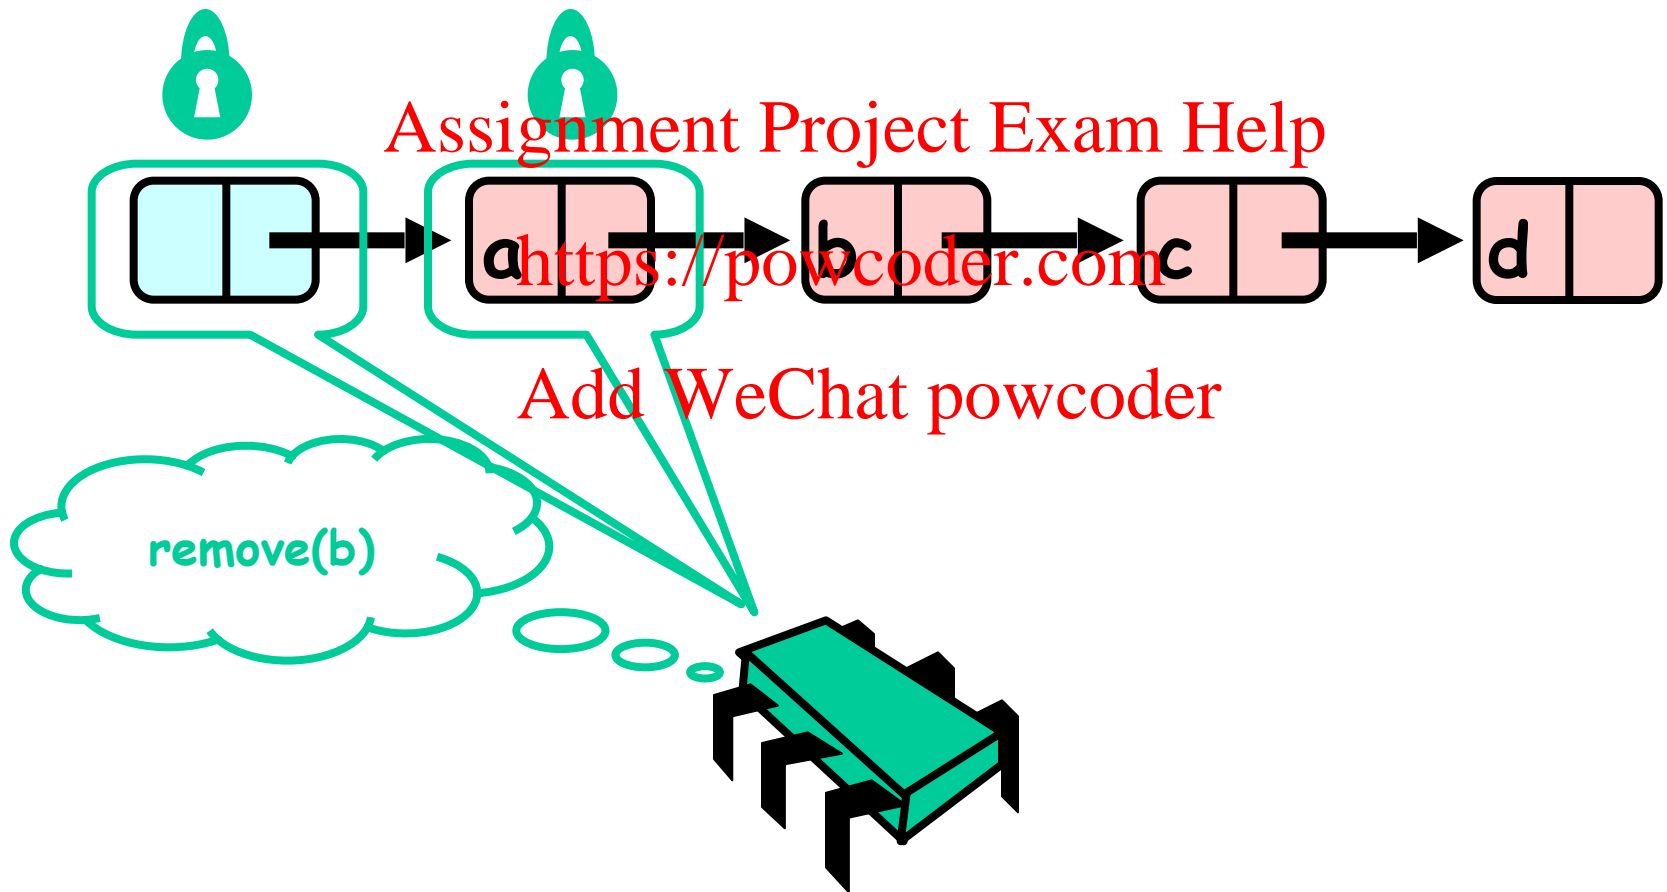 Assignment Project Exam Help
a b c d
https://powcoder.com
Add WeChat powcoder
remove(b)